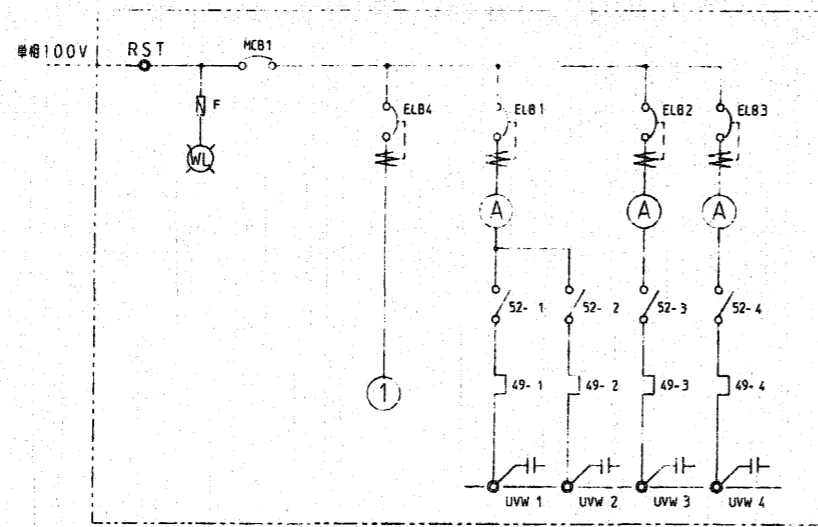 単相100V
RST
MCB1
F
WL
ELB4
ELB1
ELB2
ELB3
A
A
A
52-1
52-2
52-3
52-4
1
49-1
49-2
49-3
49-4
UVW 1
UVW 2
UVW 3
UVW 4